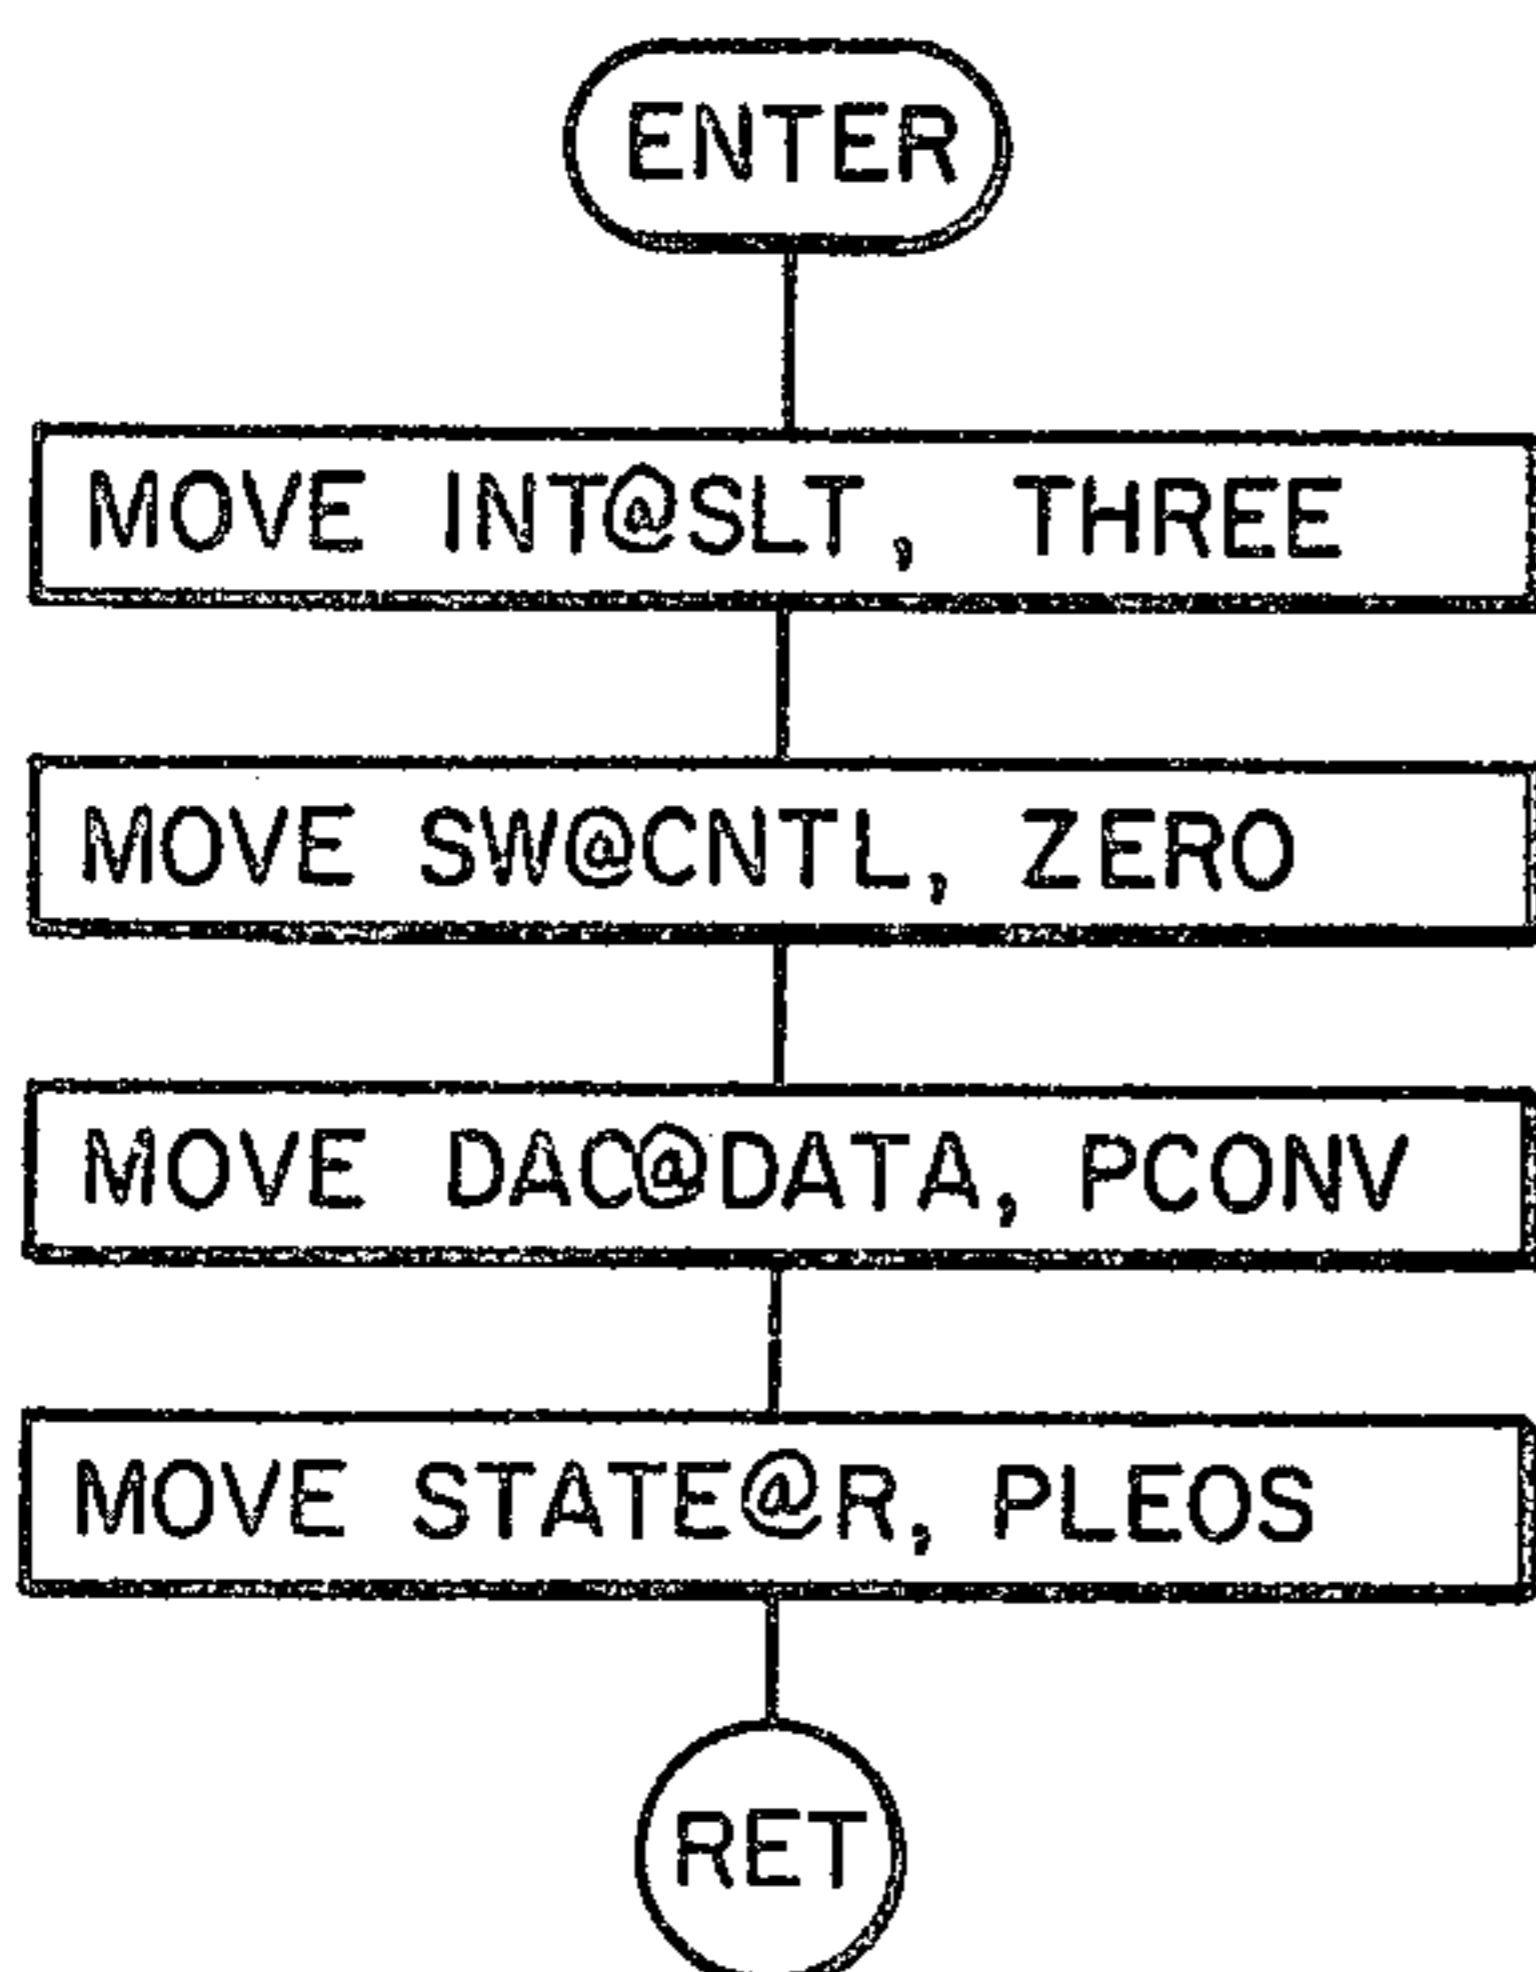 ENTER
MOVE INT@SLT, THREE
MOVE SW@CNTL, ZERO
MOVE DAC@DATA, PCONV
MOVE STATE@R, PLEOS
RET